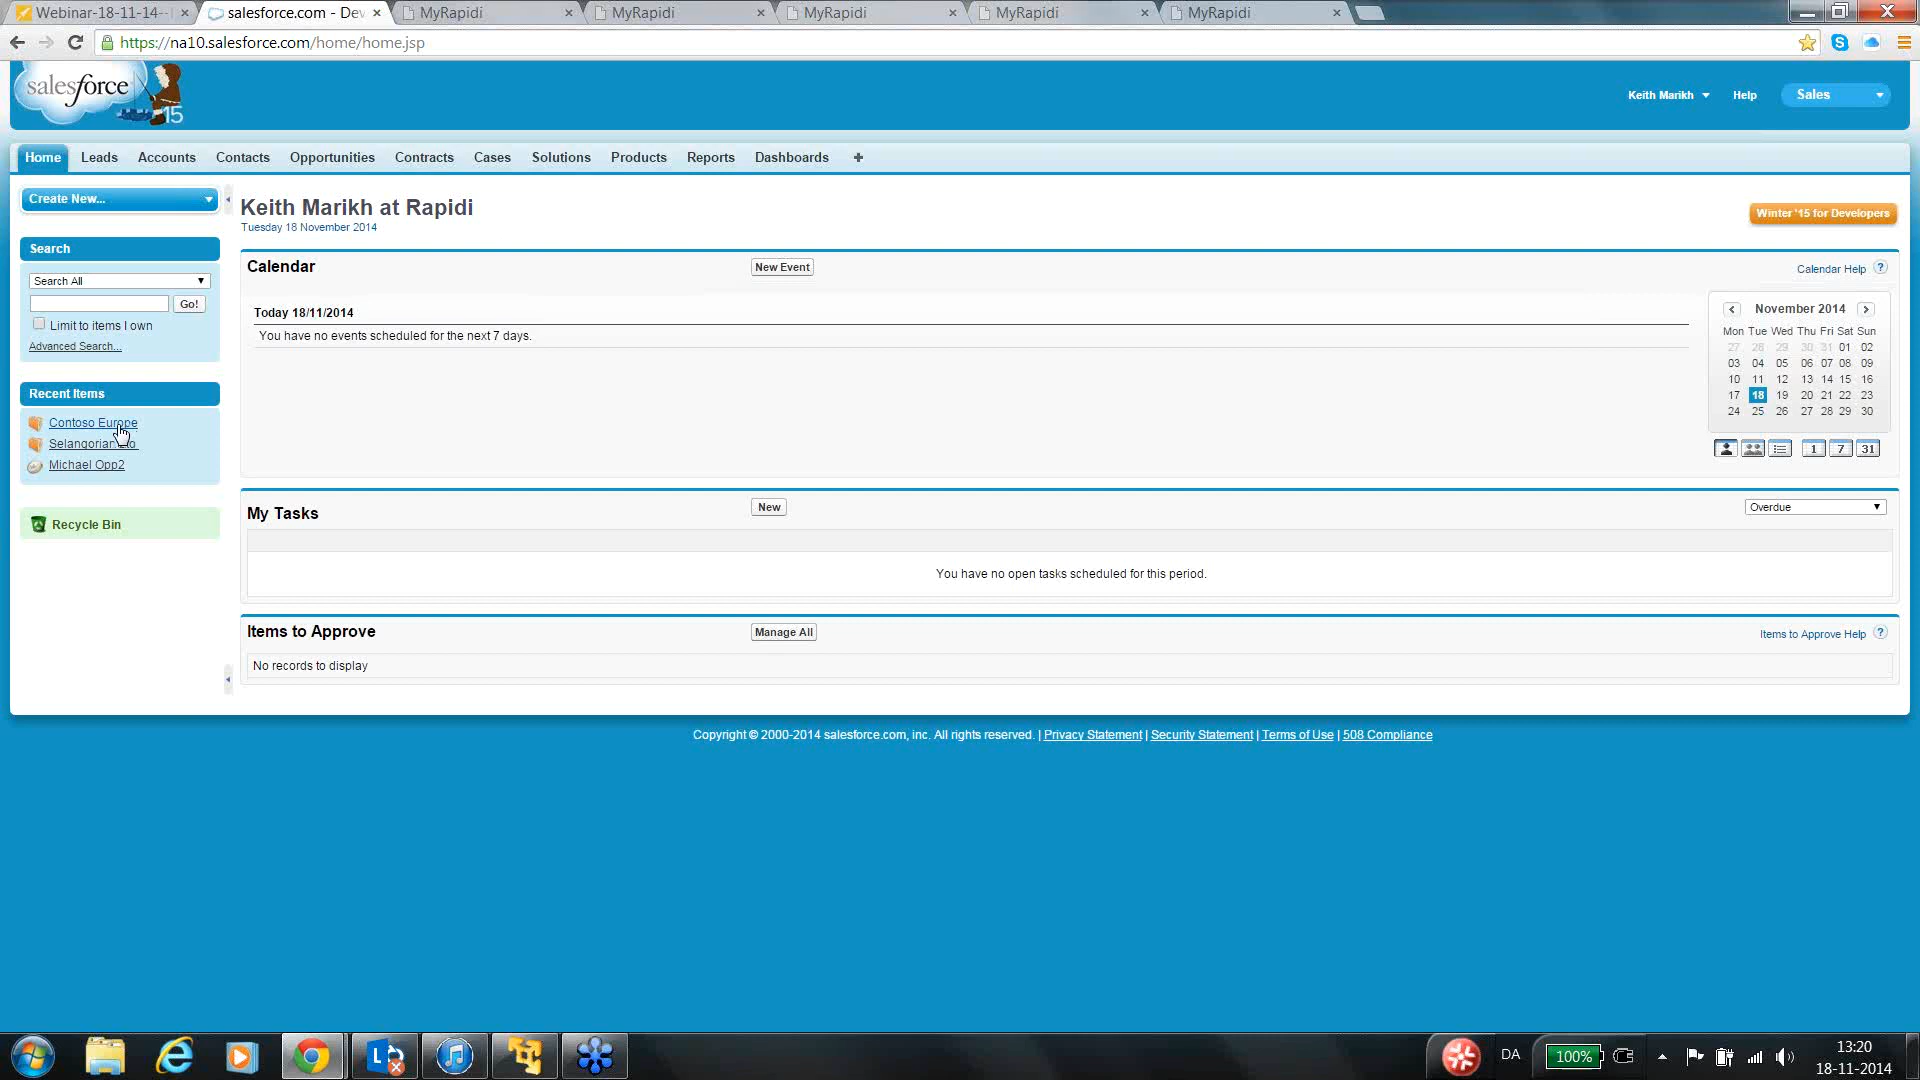 Webinar-18-11-14--
salesforce.com - Dev
MyRapidi
MyRapidi
MyRapidi
MyRapidi
MyRapidi
https://na10.salesforce.com/home/home.jsp
salesforce
15
Keith Marikh
Help
Sales
Home
Leads
Accounts
Contacts
Opportunities
Contracts
Cases
Solutions
Products
Reports
Dashboards
+
Create New...
Search
Search All
Go!
Limit to items I own
Advanced Search...
Recent Items
Contoso Europe
Selangorian Ltd.
Michael Opp2
Recycle Bin
Keith Marikh at Rapidi
Tuesday 18 November 2014
Winter '15 for Developers
Calendar
New Event
Calendar Help ?
Today 18/11/2014
You have no events scheduled for the next 7 days.
November 2014
Mon Tue Wed Thu Fri Sat Sun
27 28 29 30 31 01 02
03 04 05 06 07 08 09
10 11 12 13 14 15 16
17 18 19 20 21 22 23
24 25 26 27 28 29 30
1 7 31
My Tasks
New
Overdue
You have no open tasks scheduled for this period.
Items to Approve
Manage All
Items to Approve Help ?
No records to display
Copyright © 2000-2014 salesforce.com, inc. All rights reserved. | Privacy Statement | Security Statement | Terms of Use | 508 Compliance
DA
100%
13:20
18-11-2014